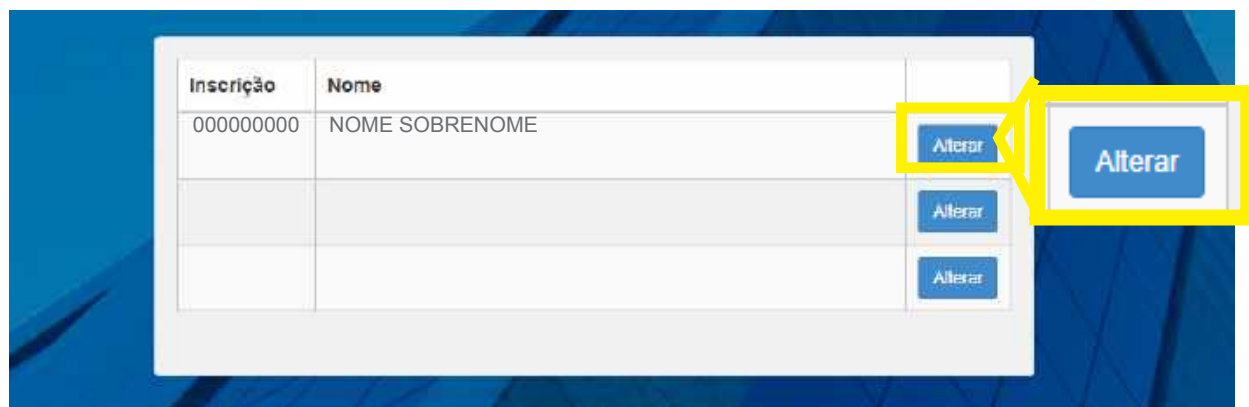 Inscrição Nome
000000000 NOME SOBRENOME
Alterar
Alterar
Alterar
Alterar